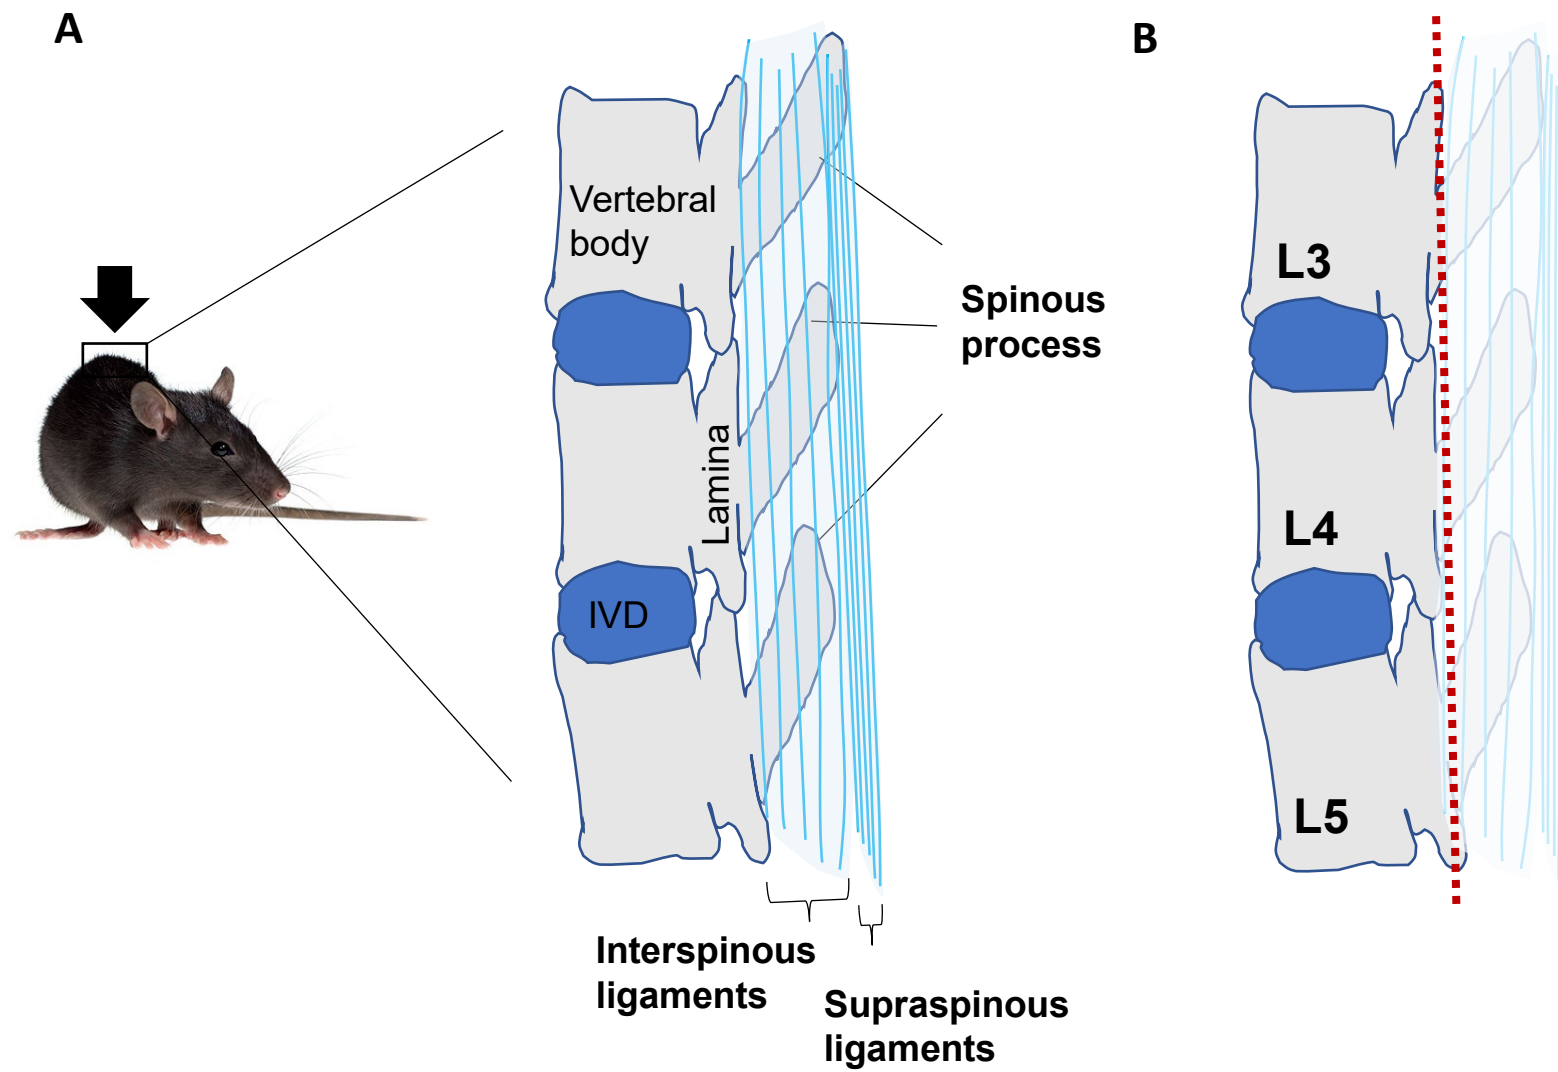 A
B
Vertebral
body
L3
Spinous
process
Lamina
L4
IVD
L5
Interspinous
ligaments
Supraspinous
ligaments